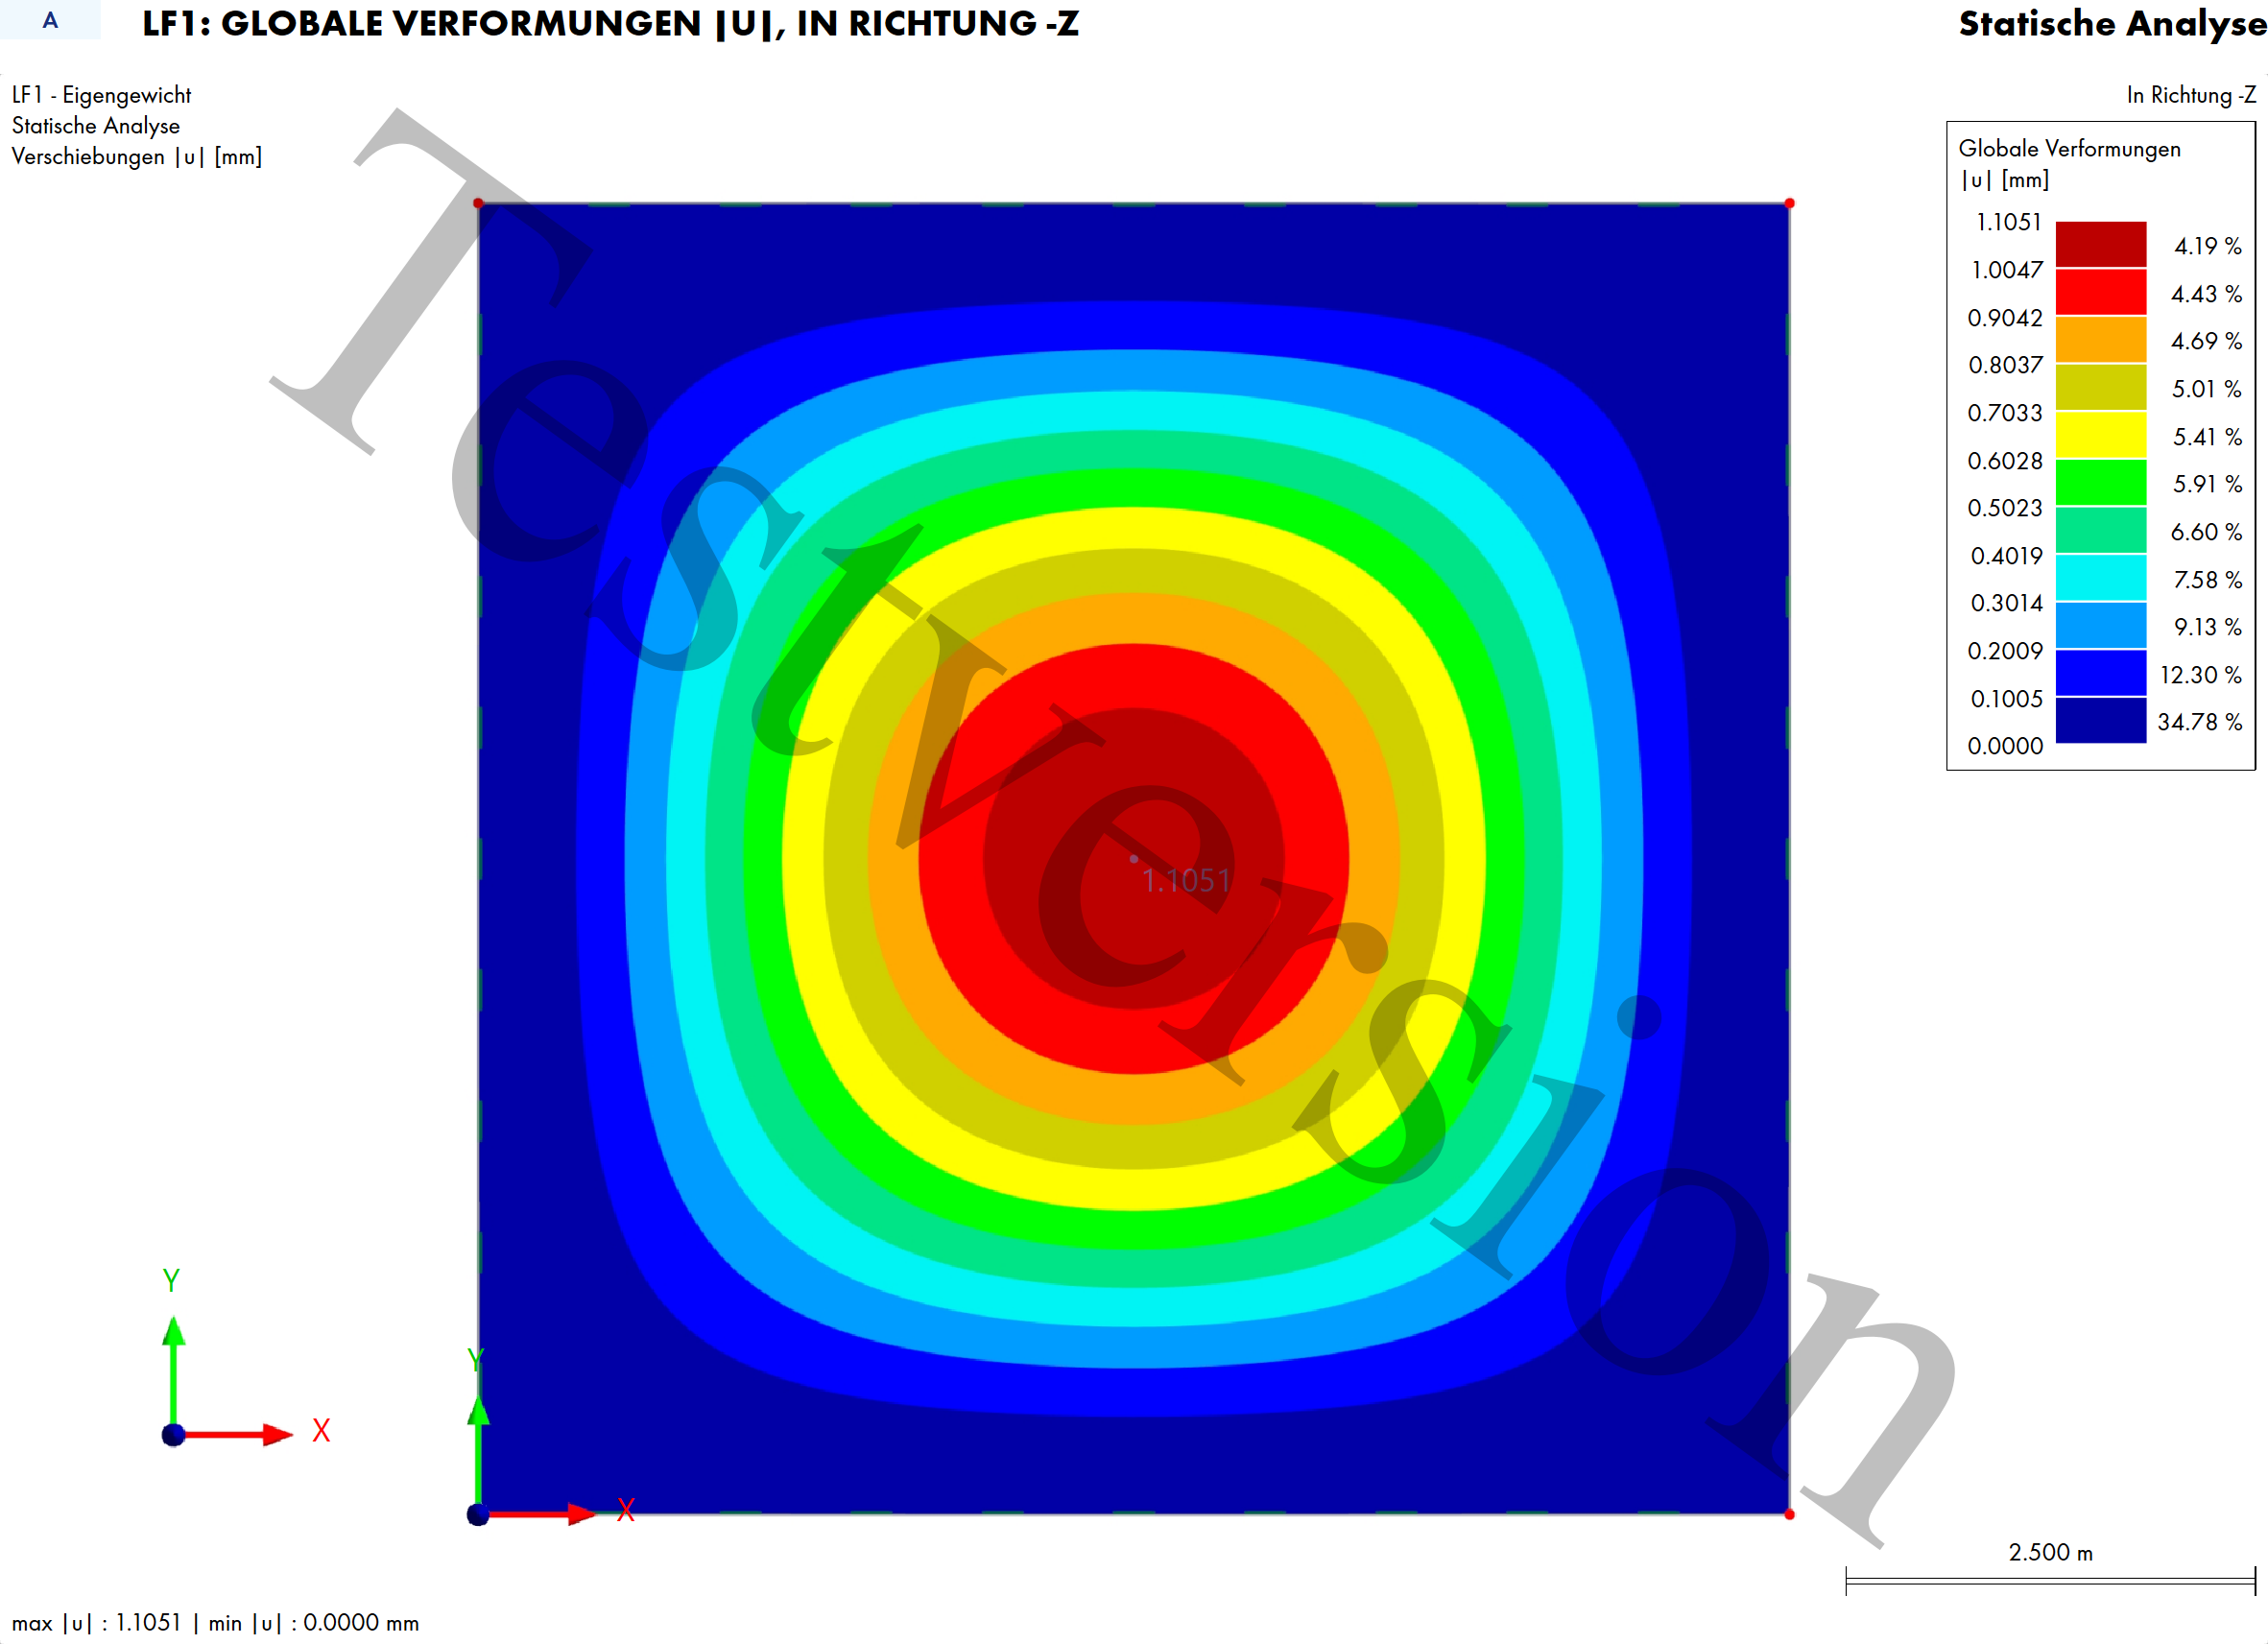 A
LF1: GLOBALE VERFORMUNGEN |U|, IN RICHTUNG -Z
Statische Analyse
LF1 - Eigengewicht
Statische Analyse
Verschiebungen |u| [mm]
In Richtung -Z
Globale Verformungen
|u| [mm]
1.1051
4.19 %
1.0047
4.43 %
0.9042
4.69 %
0.8037
5.01 %
0.7033
5.41 %
0.6028
5.91 %
0.5023
6.60 %
0.4019
7.58 %
0.3014
9.13 %
0.2009
12.30 %
0.1005
34.78 %
0.0000
TestVersion
1.1051
Y
X
Y
X
2.500 m
max |u| : 1.1051 | min |u| : 0.0000 mm